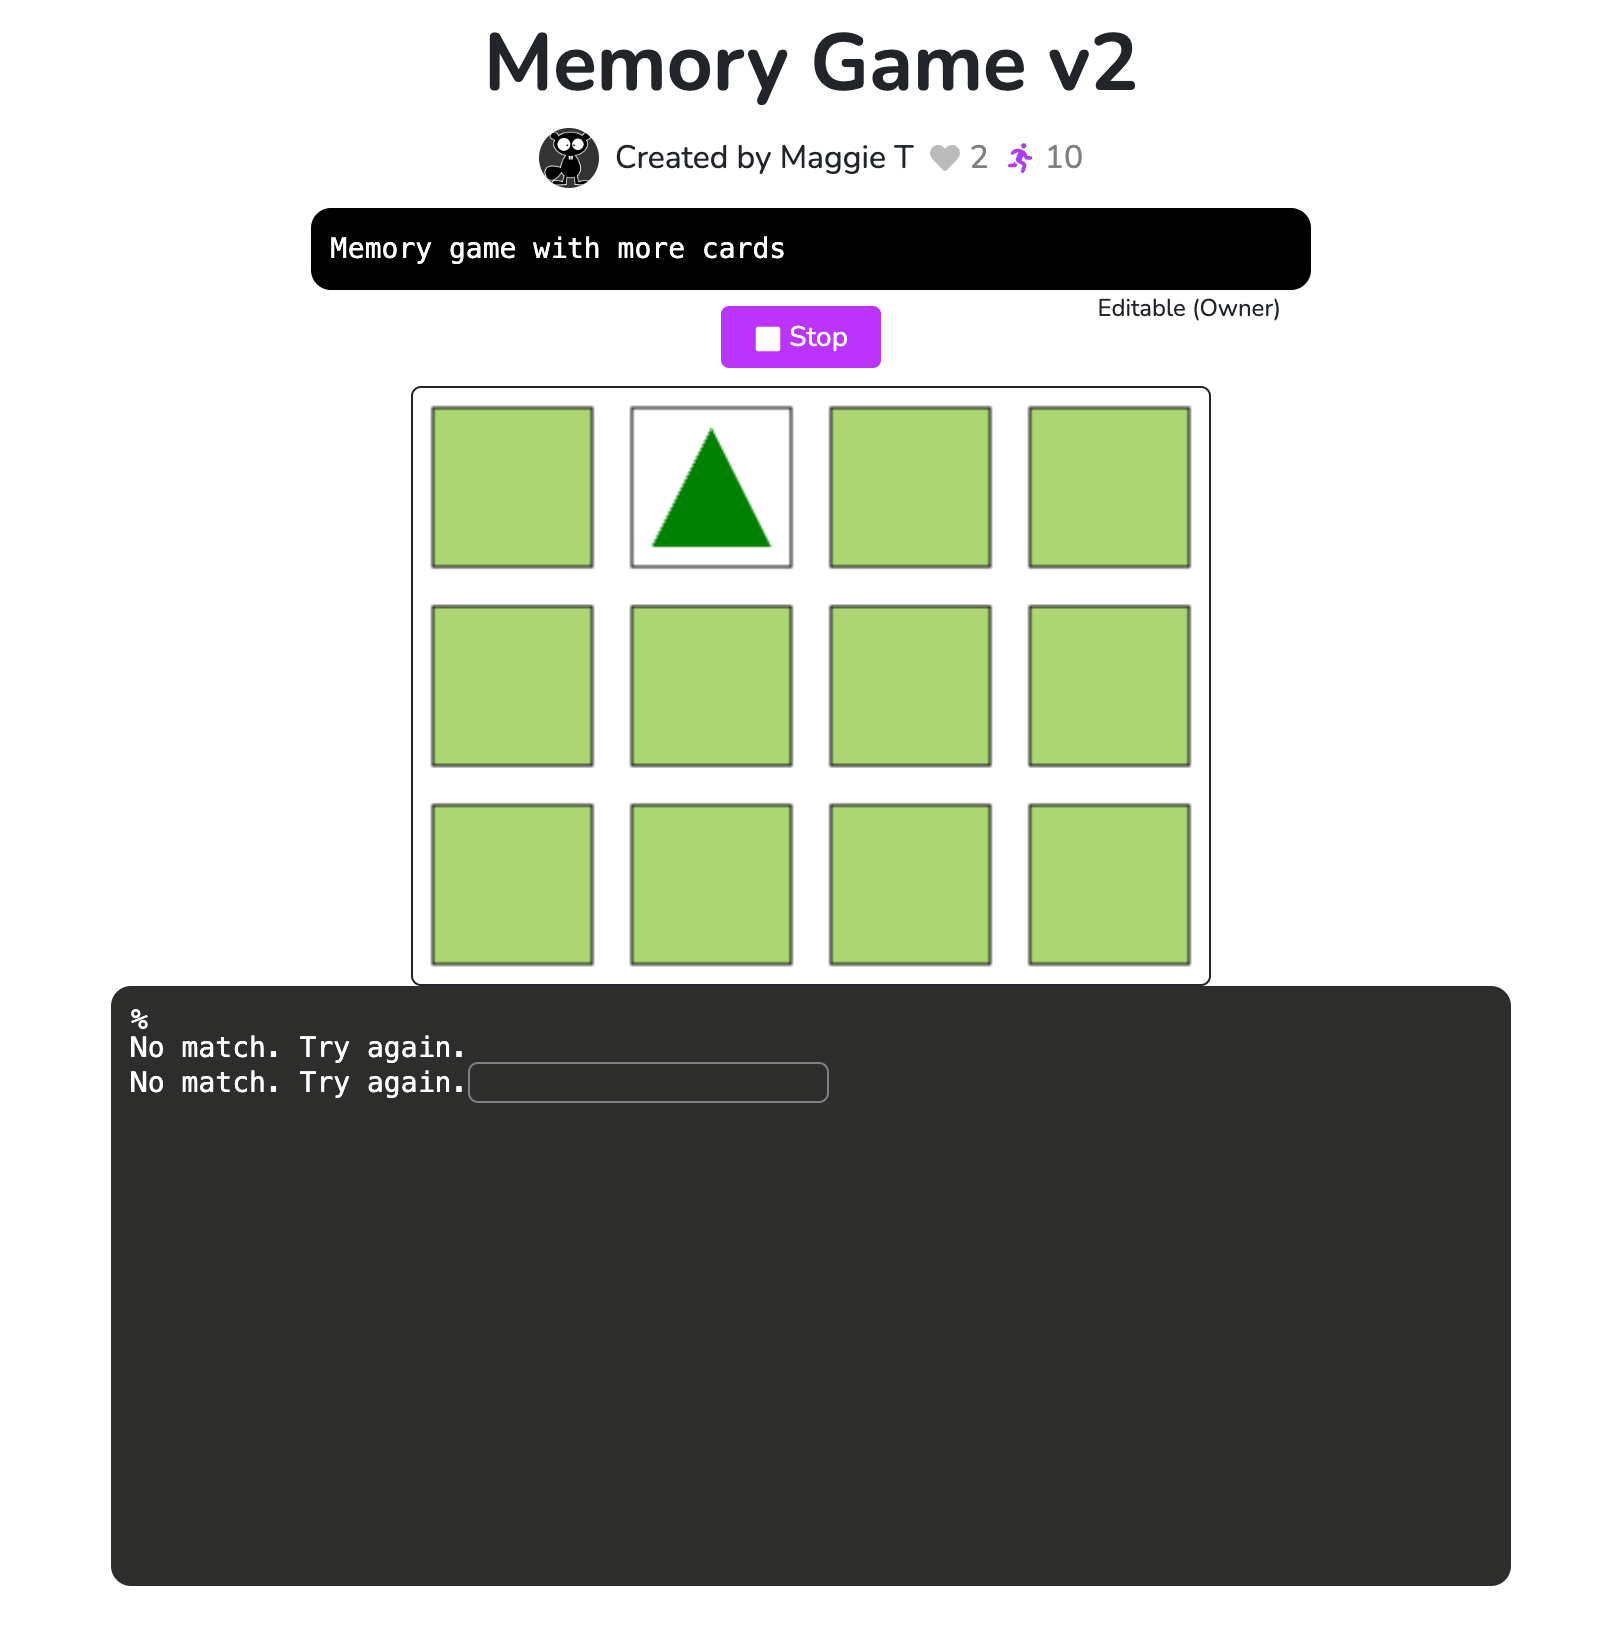 Memory Game v2
Created by Maggie T 2 10
Memory game with more cards
Editable (Owner)
Stop
%
No match. Try again.
No match. Try again.